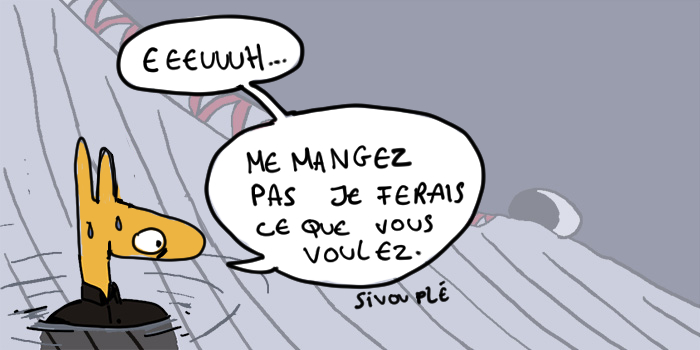 EEEUUUH...
ME MANGEZ
PAS JE FERAIS
CE QUE VOUS
VOULEZ.
SIVOUPLÉ